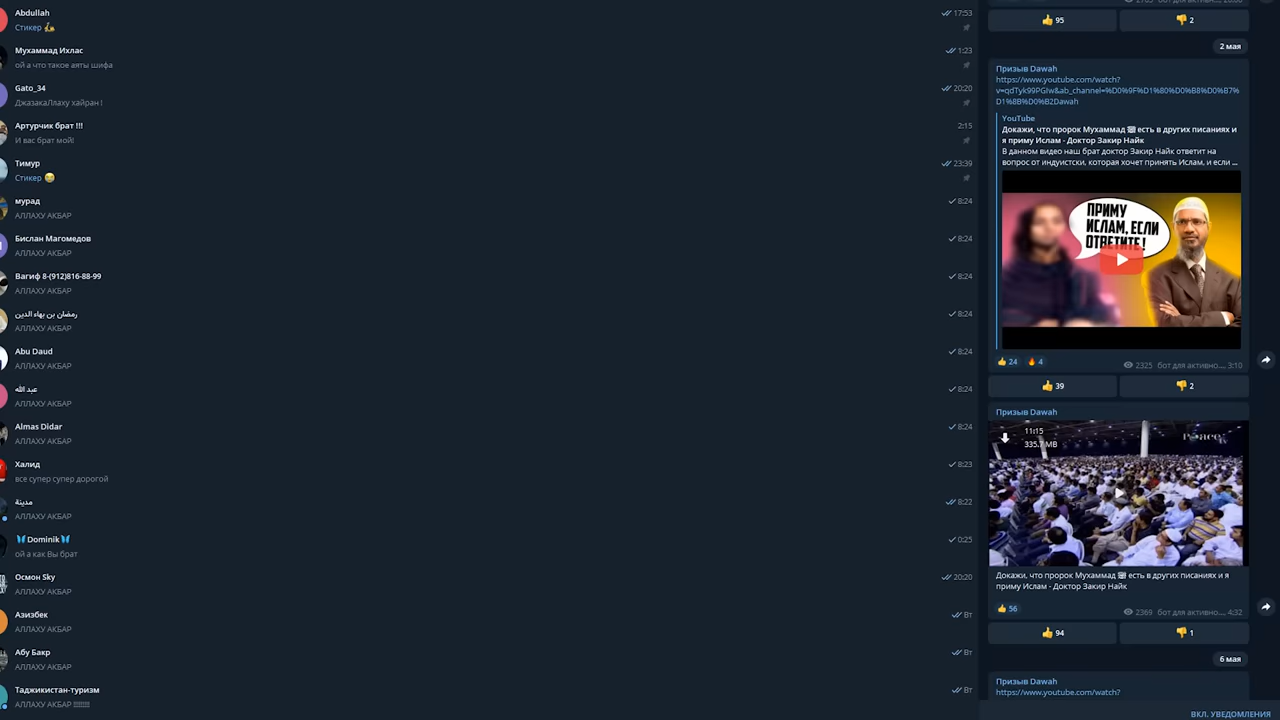 Abdullah
17:53
Стикер 🛵
Мухаммад Ихлас
1:23
ой а что такое аяты шифа
Gato_34
20:20
ДжазакаЛлаху хайран !
Артурчик брат !!!
2:15
И вас брат мой!
Тимур
23:39
Стикер 😂
мурад
8:24
АЛЛАХУ АКБАР
Бислан Магомедов
8:24
АЛЛАХУ АКБАР
Вагиф 8-(912)816-88-99
8:24
АЛЛАХУ АКБАР
رمضان بن بهاء الدين
8:24
АЛЛАХУ АКБАР
Abu Daud
8:24
АЛЛАХУ АКБАР
عبد الله
8:24
АЛЛАХУ АКБАР
Almas Didar
8:24
АЛЛАХУ АКБАР
Халид
8:23
все супер супер дорогой
مدينة
8:22
АЛЛАХУ АКБАР
🦋Dominik🦋
0:25
ой а как Вы брат
Осмон Sky
20:20
АЛЛАХУ АКБАР
Азизбек
Вт
АЛЛАХУ АКБАР
Абу Бакр
Вт
АЛЛАХУ АКБАР
Таджикистан-туризм
Вт
АЛЛАХУ АКБАР
👍 95
👎 2
2 мая
Призыв Dawah
https://www.youtube.com/watch?
v=qdTyk99PGIw&ab_channel=%D0%9F%D1%80%D0%B8%D0%B7%
D1%8B%D0%B2Dawah
YouTube
Докажи, что пророк Мухаммад ﷺ есть в других писаниях и
я приму Ислам - Доктор Закир Найк
В данном видео наш брат доктор Закир Найк ответит на
вопрос от индуистски, которая хочет принять Ислам, и если ...
ПРИМУ
ИСЛАМ, ЕСЛИ
ОТВЕТИТЕ!
👍 24 🔥 4
2325 бот для активно..., 3:10
👍 39
👎 2
Призыв Dawah
11:15
335,7 MB
Докажи, что пророк Мухаммад ﷺ есть в других писаниях и я
приму Ислам - Доктор Закир Найк
👍 56
2369 бот для активно..., 4:32
👍 94
👎 1
6 мая
Призыв Dawah
https://www.youtube.com/watch?
ВКЛ. УВЕДОМЛЕНИЯ